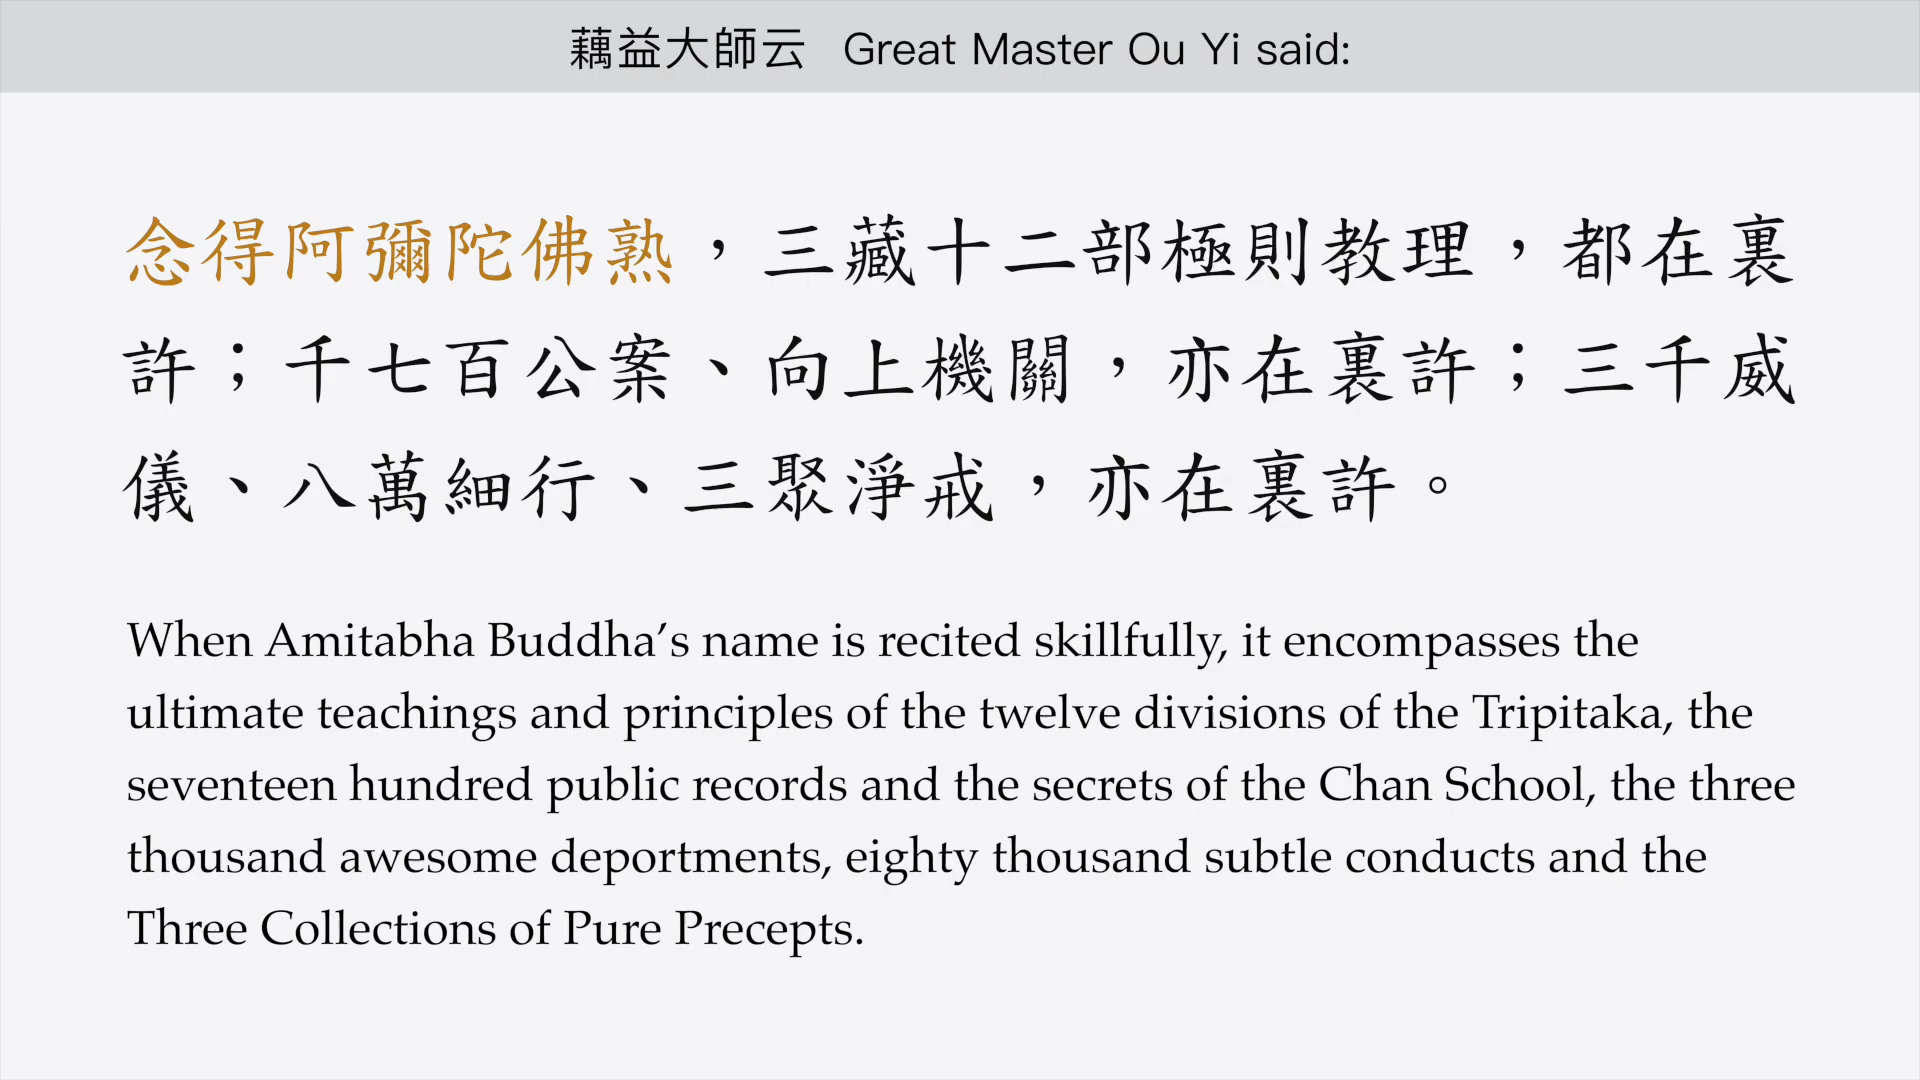 藕益大師云 Great Master Ou Yi said:
念得阿彌陀佛熟，三藏十二部極則教理，都在裏
許；千七百公案、向上機關，亦在裏許；三千威
儀、八萬細行、三聚淨戒，亦在裏許。
When Amitabha Buddha’s name is recited skillfully, it encompasses the
ultimate teachings and principles of the twelve divisions of the Tripitaka, the
seventeen hundred public records and the secrets of the Chan School, the three
thousand awesome deportments, eighty thousand subtle conducts and the
Three Collections of Pure Precepts.